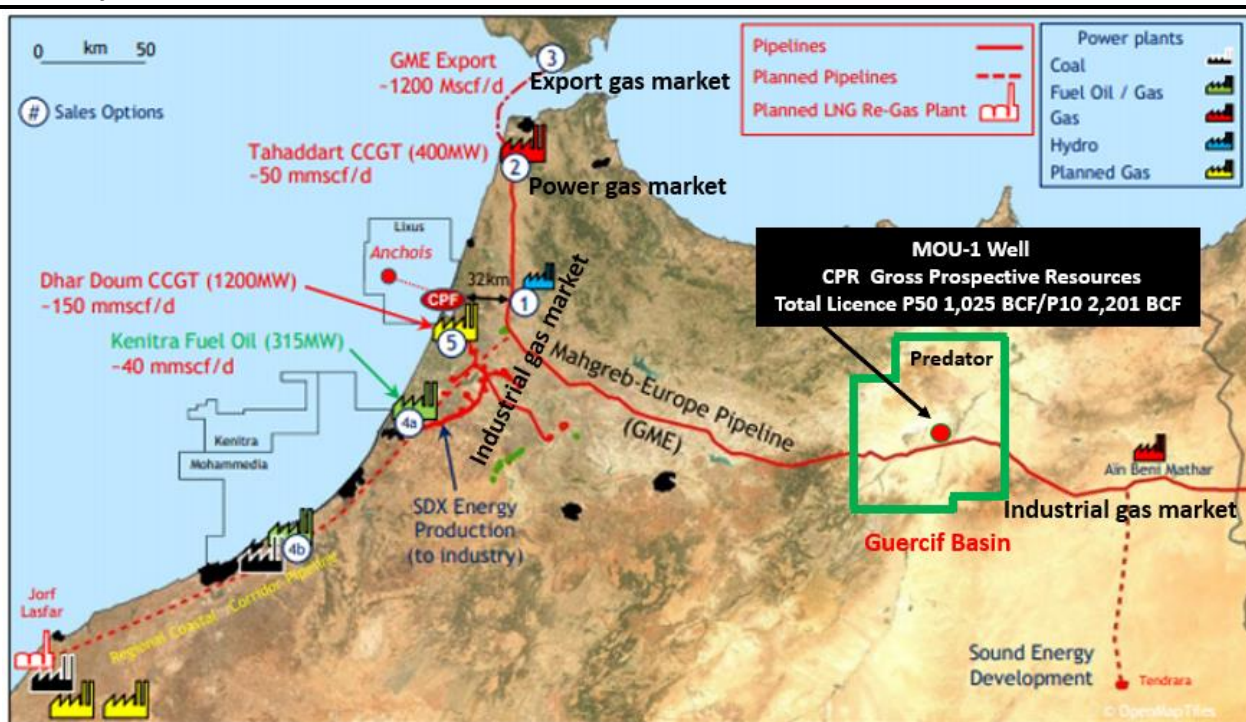 0 km 50
# Sales Options
GME Export
~1200 Mscf/d
3
Export gas market
Pipelines
Planned Pipelines
Planned LNG Re-Gas Plant
Power plants
Coal
Fuel Oil / Gas
Gas
Hydro
Planned Gas
Tahaddart CCGT (400MW)
~50 mmscf/d
2
Power gas market
Lixus
Anchois
Dhar Doum CCGT (1200MW)
~150 mmscf/d
CPF
32km
1
5
Industrial gas market
MOU-1 Well
CPR Gross Prospective Resources
Total Licence P50 1,025 BCF/P10 2,201 BCF
Predator
Kenitra Fuel Oil (315MW)
~40 mmscf/d
4a
Mahgreb-Europe Pipeline
(GME)
Kenitra
Mohammedia
Aïn Beni Mathar
SDX Energy
Production
(to industry)
Industrial gas market
Guercif Basin
4b
Regional Coastal Corridor Pipeline
Jorf
Lasfar
Sound Energy
Development
Tendrara
© OpenMapTiles